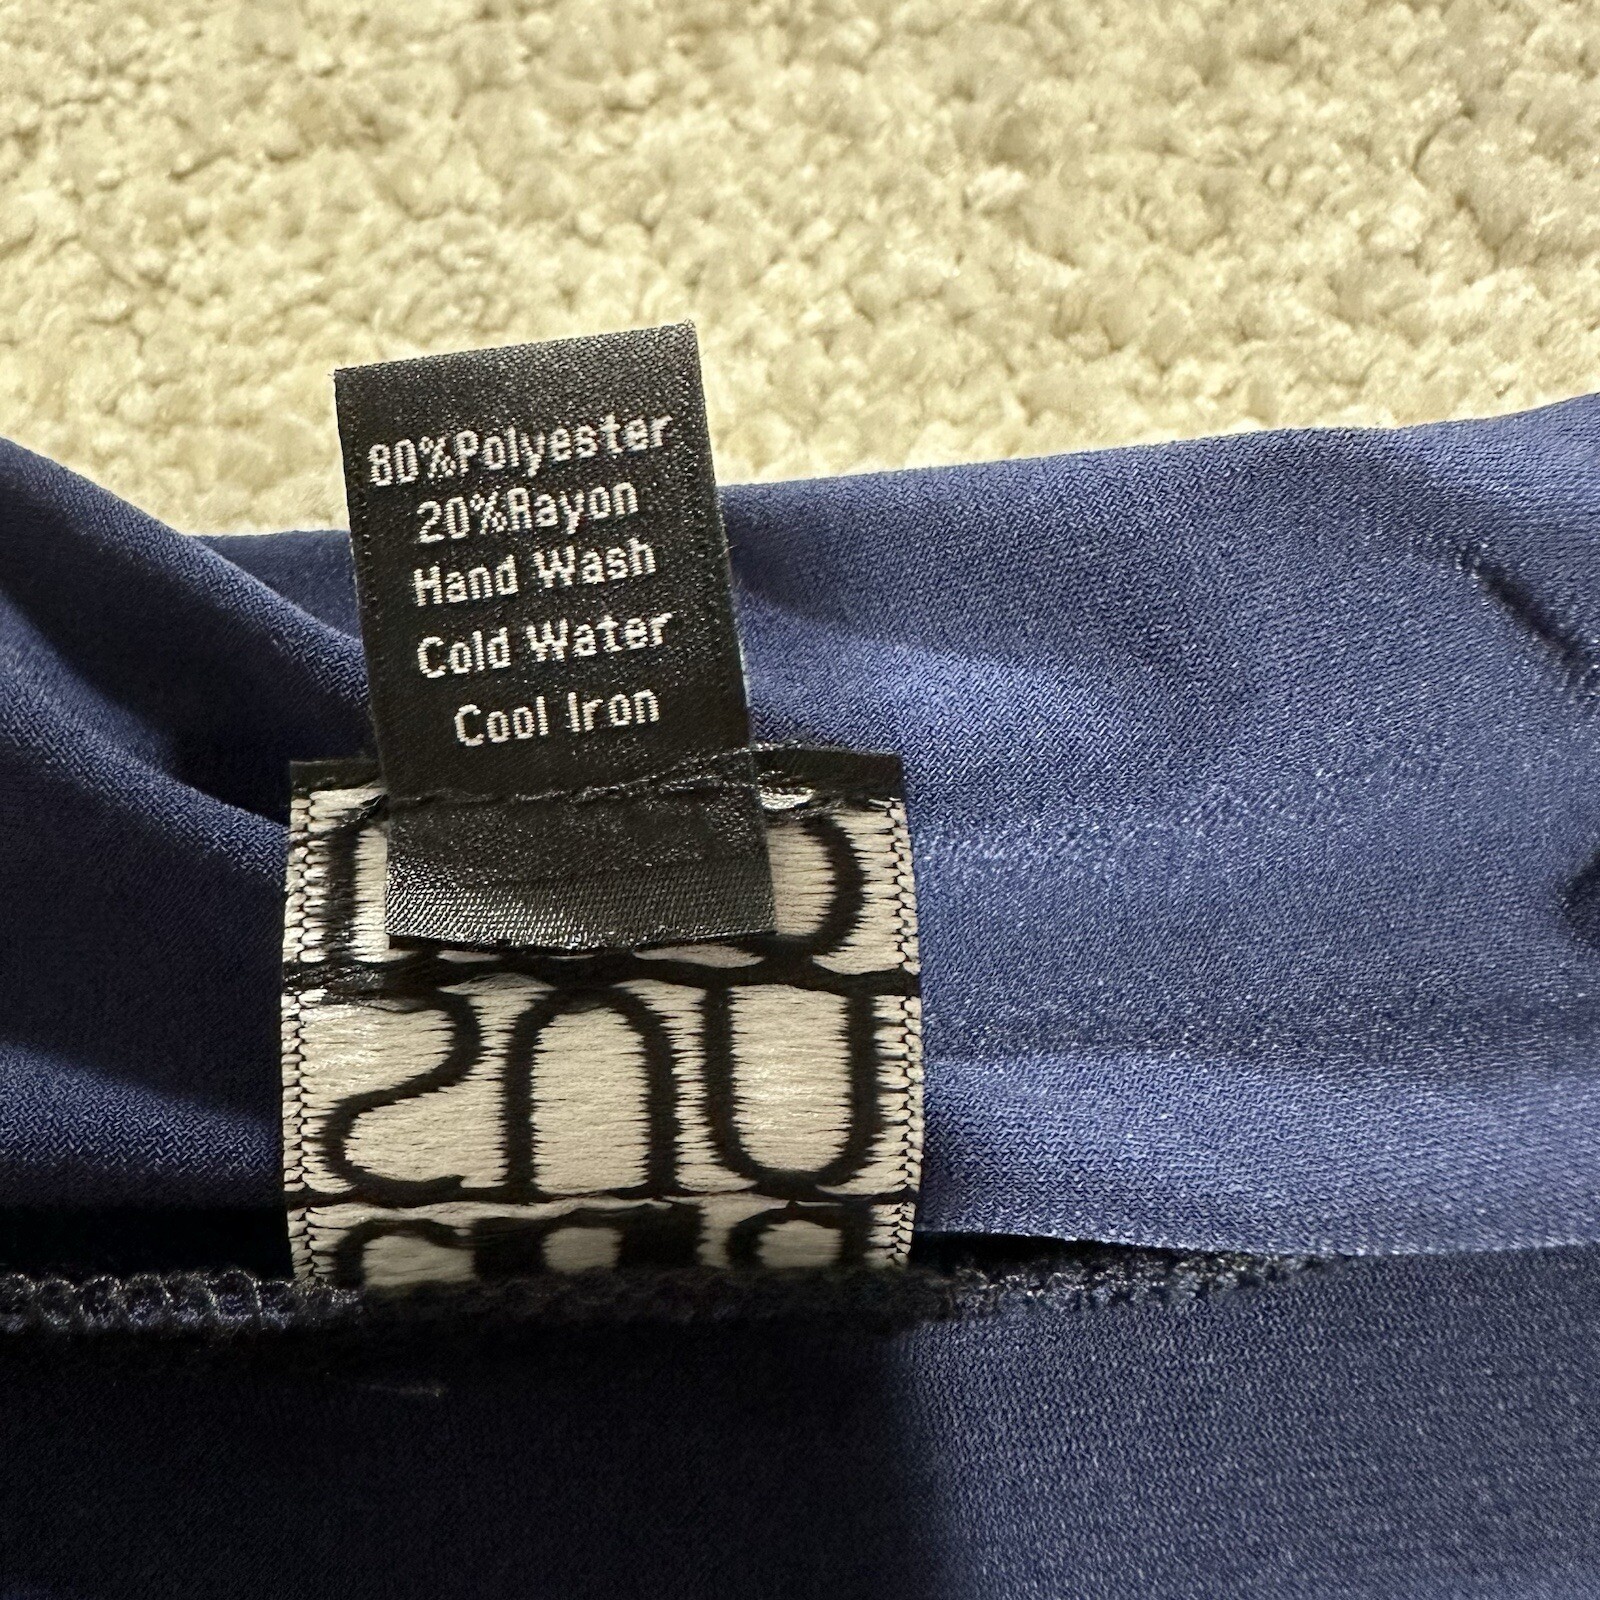 80%Polyester
20%Rayon
Hand Wash
Cold Water
Cool Iron